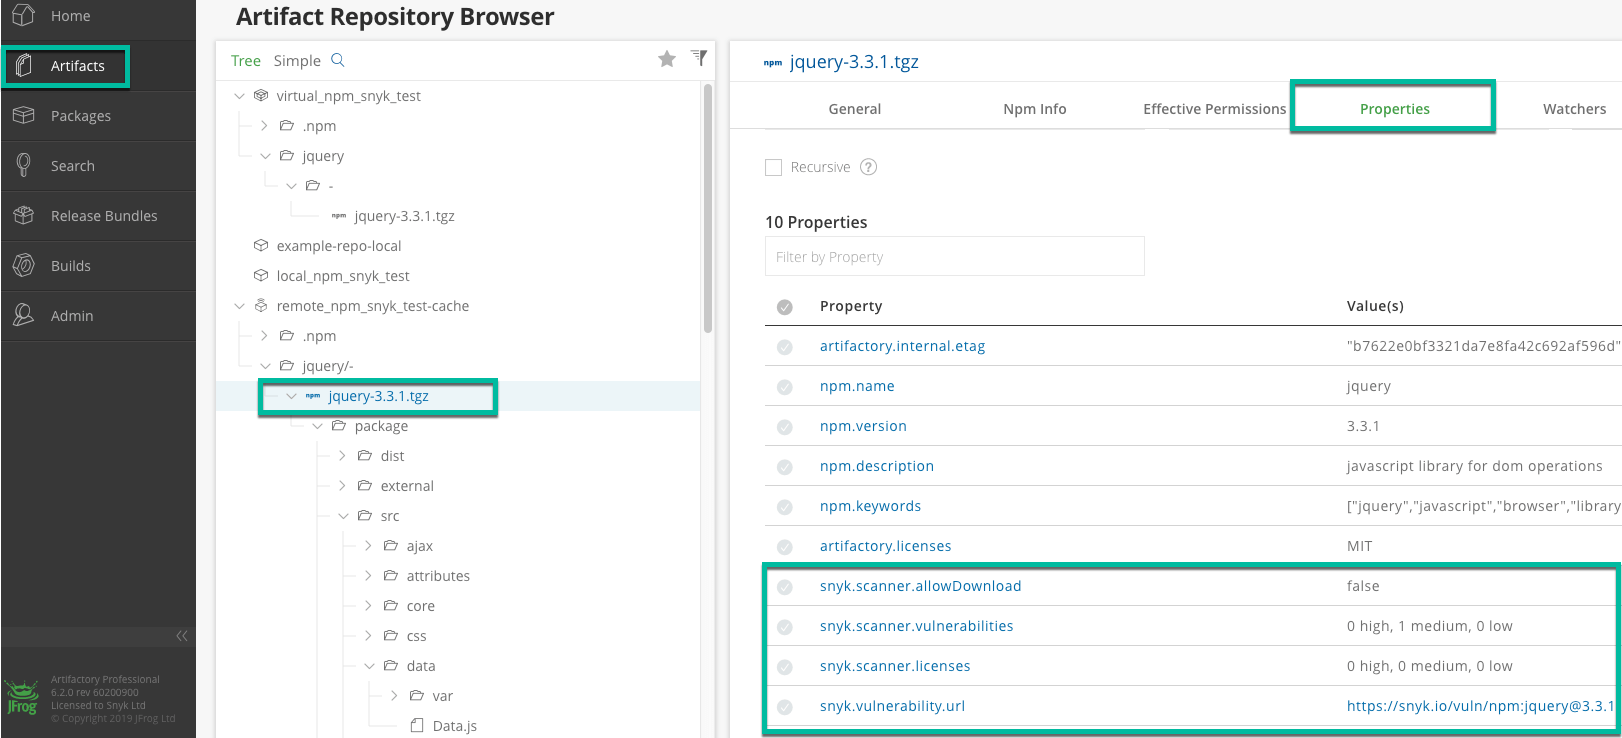 Home
Artifacts
Packages
Search
Release Bundles
Builds
Admin
Artifactory Professional
6.2.0 rev 60200900
Licensed to Snyk Ltd
© Copyright 2019 JFrog Ltd
JFrog
Artifact Repository Browser
Tree Simple
virtual_npm_snyk_test
.npm
jquery
-
npm jquery-3.3.1.tgz
example-repo-local
local_npm_snyk_test
remote_npm_snyk_test-cache
.npm
jquery/-
npm jquery-3.3.1.tgz
package
dist
external
src
ajax
attributes
core
css
data
var
Data.js
npm jquery-3.3.1.tgz
General Npm Info Effective Permissions Properties Watchers
Recursive ?
10 Properties
Filter by Property
Property Value(s)
artifactory.internal.etag "b7622e0bf3321da7e8fa42c692af596d"
npm.name jquery
npm.version 3.3.1
npm.description javascript library for dom operations
npm.keywords ["jquery","javascript","browser","library
artifactory.licenses MIT
snyk.scanner.allowDownload false
snyk.scanner.vulnerabilities 0 high, 1 medium, 0 low
snyk.scanner.licenses 0 high, 0 medium, 0 low
snyk.vulnerability.url https://snyk.io/vuln/npm:jquery@3.3.1